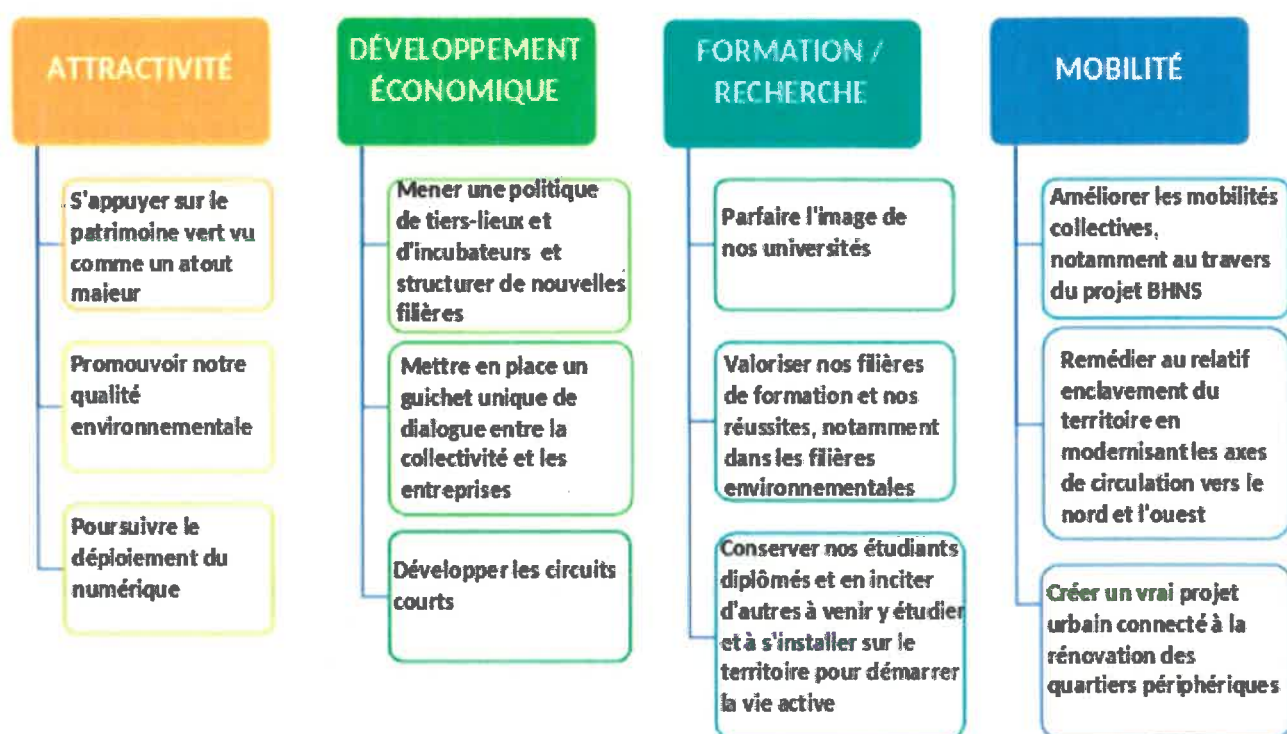 ATTRACTIVITÉ
S'appuyer sur le
patrimoine vert vu
comme un atout
majeur
Promouvoir notre
qualité
environnementale
Poursuivre le
déploiement du
numérique
DÉVELOPPEMENT
ÉCONOMIQUE
Mener une politique
de tiers-lieux et
d'incubateurs et
structurer de nouvelles
filières
Mettre en place un
guichet unique de
dialogue entre la
collectivité et les
entreprises
Développer les circuits
courts
FORMATION /
RECHERCHE
Parfaire l'image de
nos universités
Valoriser nos filières
de formation et nos
réussites, notamment
dans les filières
environnementales
Conserver nos étudiants
diplômés et en inciter
d'autres à venir y étudier
et à s'installer sur le
territoire pour démarrer
la vie active
MOBILITÉ
Améliorer les mobilités
collectives,
notamment au travers
du projet BHNS
Remédier au relatif
enclavement du
territoire en
modernisant les axes
de circulation vers le
nord et l'ouest
Créer un vrai projet
urbain connecté à la
rénovation des
quartiers périphériques